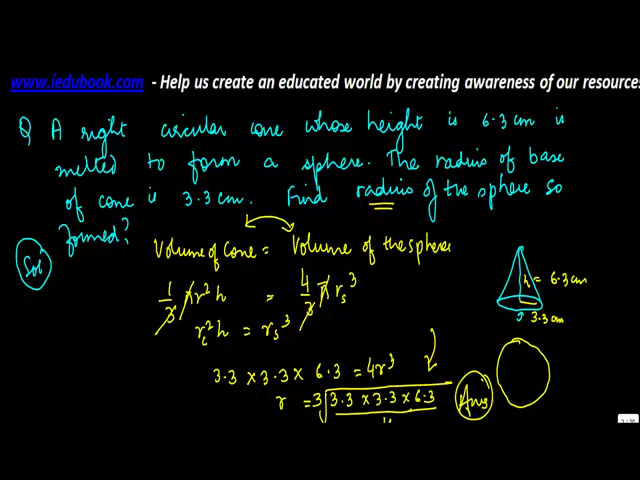 www.iedubook.com - Help us create an educated world by creating awareness of our resources
Q A right circular cone whose height is 6.3 cm is
melted to form a sphere. The radius of base
of cone is 3.3 cm. Find radius of the sphere so
formed?
Sol
Volume of cone = Volume of the sphere
1/3 π r² h = 4/3 π rs³
rc² h = rs³
h = 6.3 cm
3.3 cm
3.3 × 3.3 × 6.3 = 4r³
r = 3√3.3 × 3.3 × 6.3
Ans